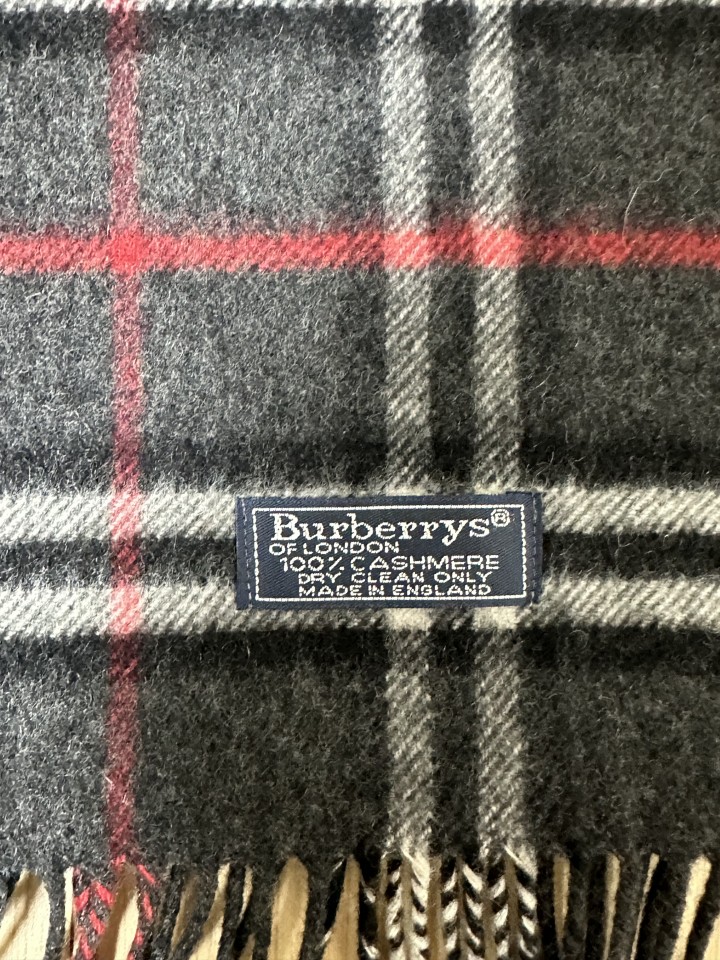 Burberrys®
OF LONDON
100% CASHMERE
DRY CLEAN ONLY
MADE IN ENGLAND